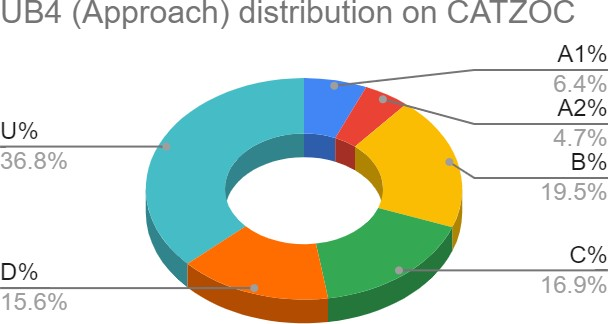 UB4 (Approach) distribution on CATZOC
A1%
6.4%
A2%
4.7%
B%
19.5%
C%
16.9%
D%
15.6%
U%
36.8%